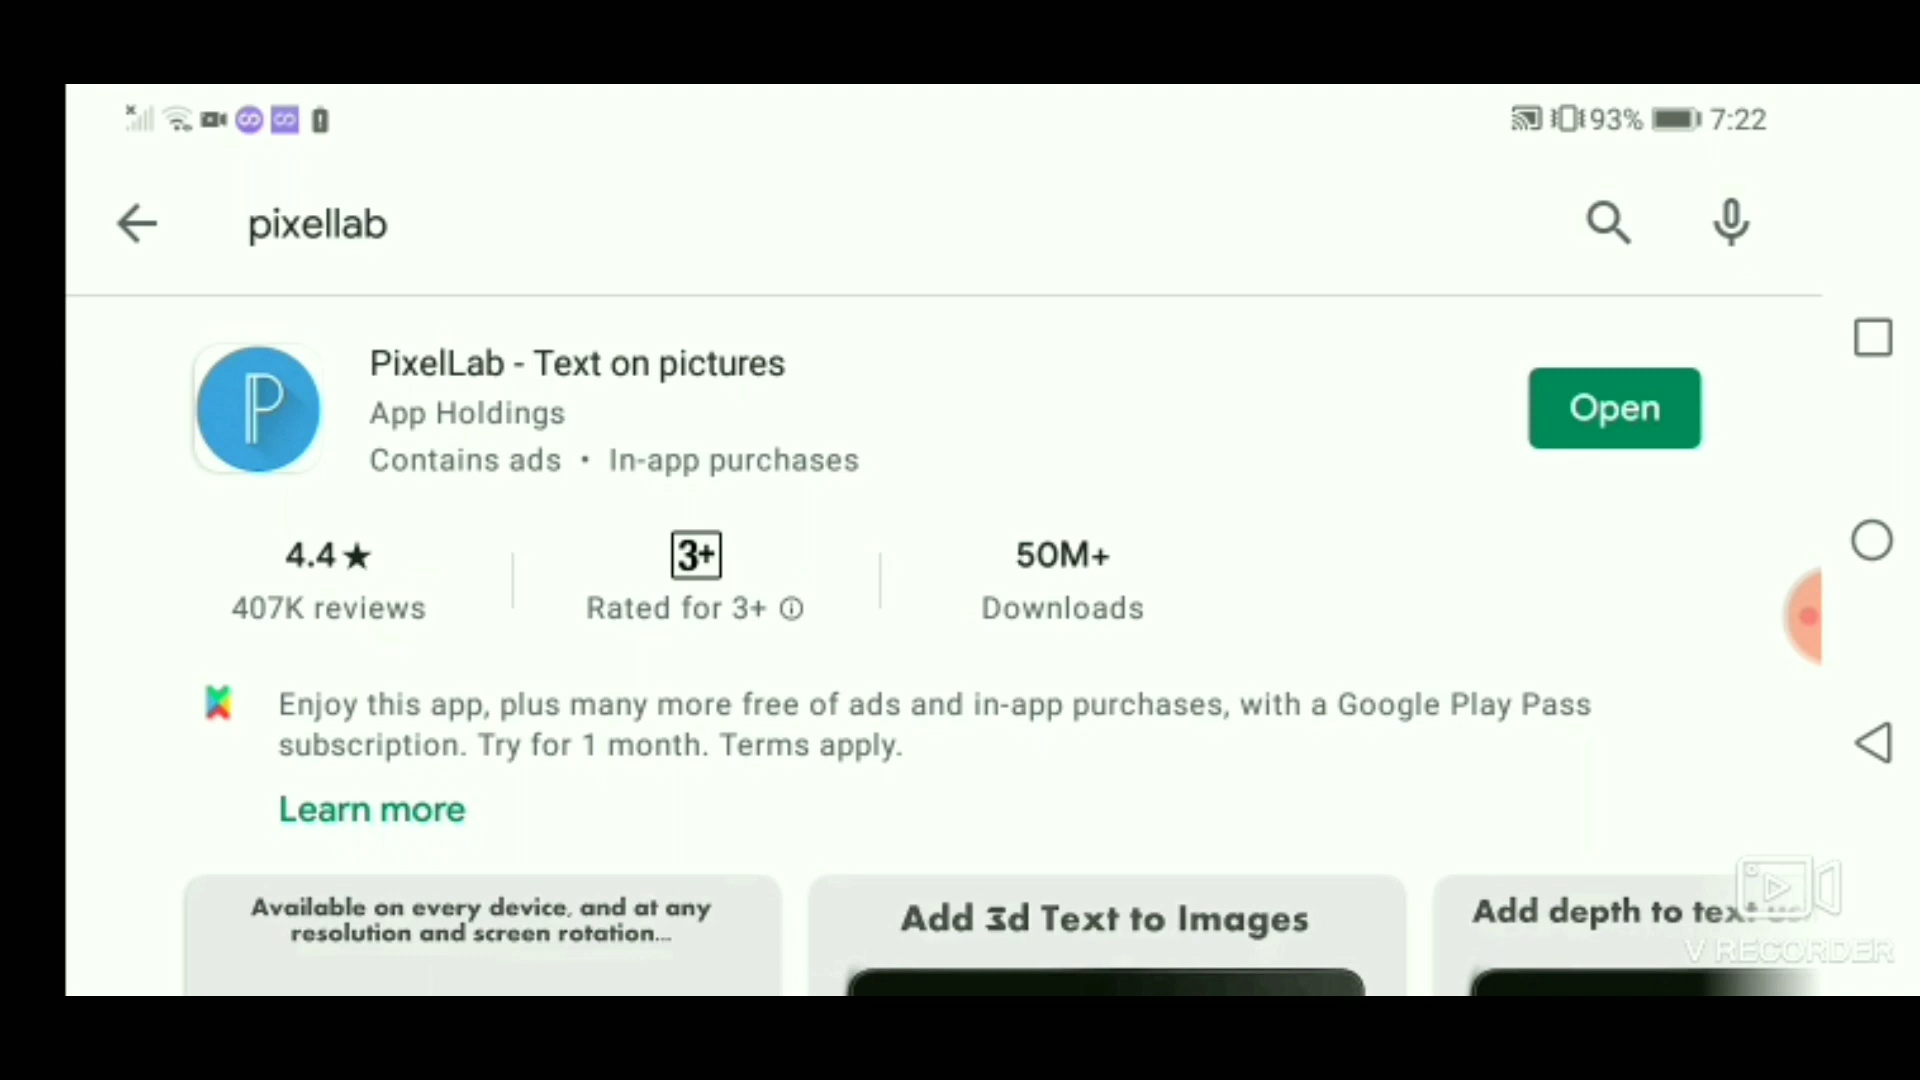 93% 7:22
pixellab
PixelLab - Text on pictures
App Holdings
Contains ads • In-app purchases
Open
4.4★
407K reviews
3+
Rated for 3+
50M+
Downloads
Enjoy this app, plus many more free of ads and in-app purchases, with a Google Play Pass
subscription. Try for 1 month. Terms apply.
Learn more
Available on every device, and at any
resolution and screen rotation...
Add 3d Text to Images
Add depth to text
V RECORDER